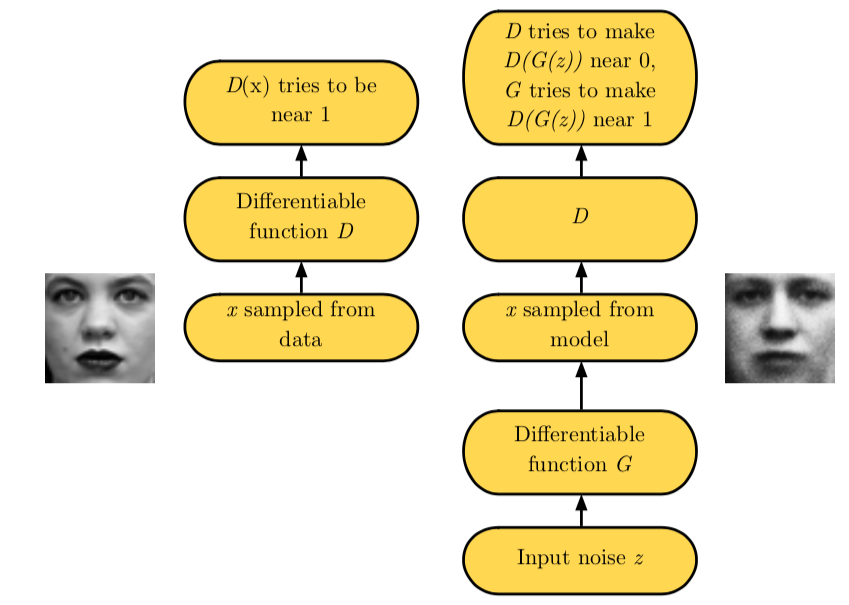 D(x) tries to be
near 1
Differentiable
function D
x sampled from
data
D tries to make
D(G(z)) near 0,
G tries to make
D(G(z)) near 1
D
x sampled from
model
Differentiable
function G
Input noise z